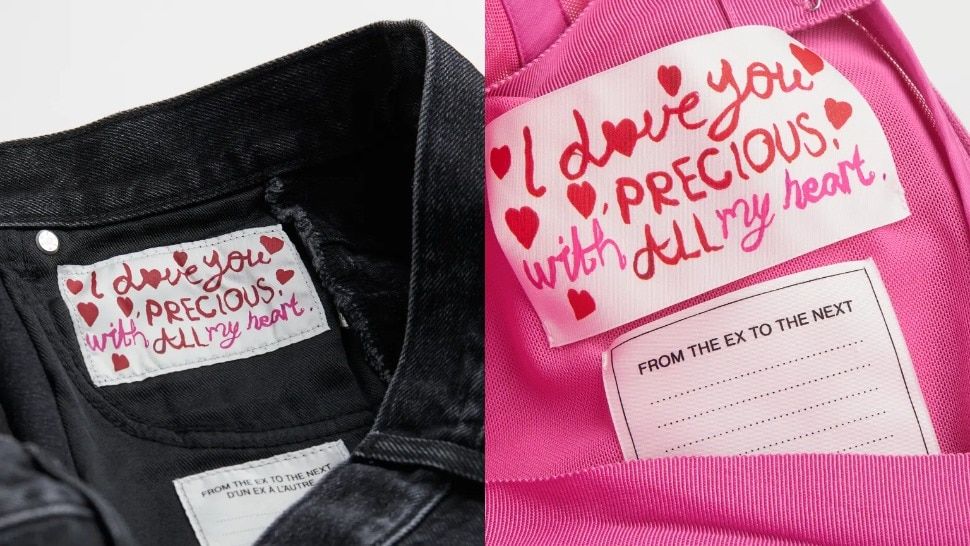 I love you
, PRECIOUS,
with ALL my heart.
FROM THE EX TO THE NEXT
D'UN EX À L'AUTRE
I love you
, PRECIOUS,
with ALL my heart.
FROM THE EX TO THE NEXT